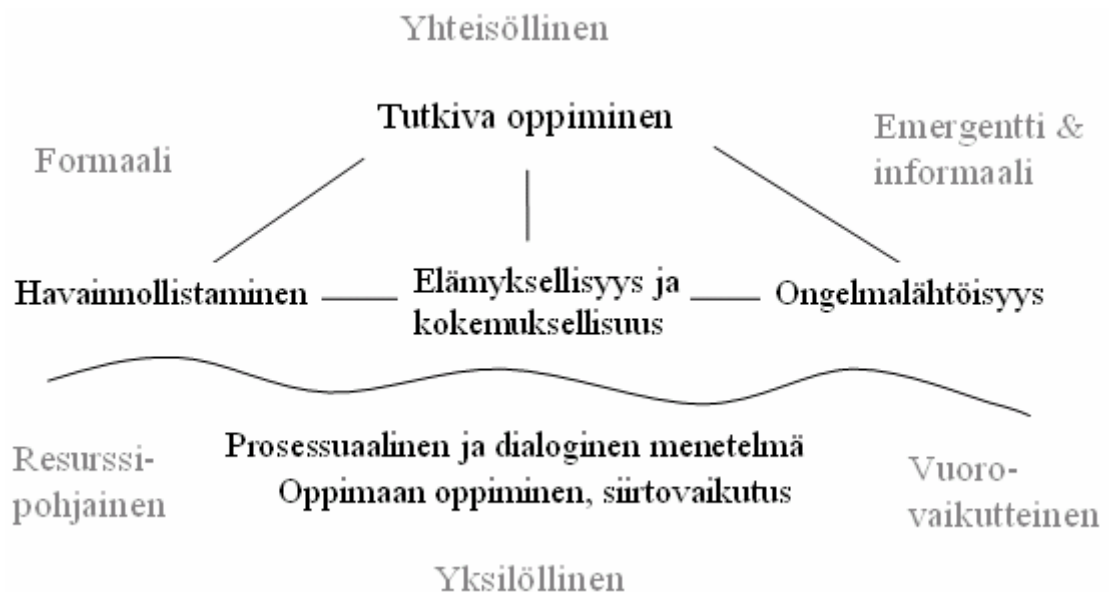 Yhteisöllinen
Tutkiva oppiminen
Formaali
Emergentti &
informaali
Havainnollistaminen
Elämyksellisyys ja
kokemuksellisuus
Ongelmalähtöisyys
Resurssi-
pohjainen
Prosessuaalinen ja dialoginen menetelmä
Oppimaan oppiminen, siirtovaikutus
Vuoro-
vaikutteinen
Yksilöllinen